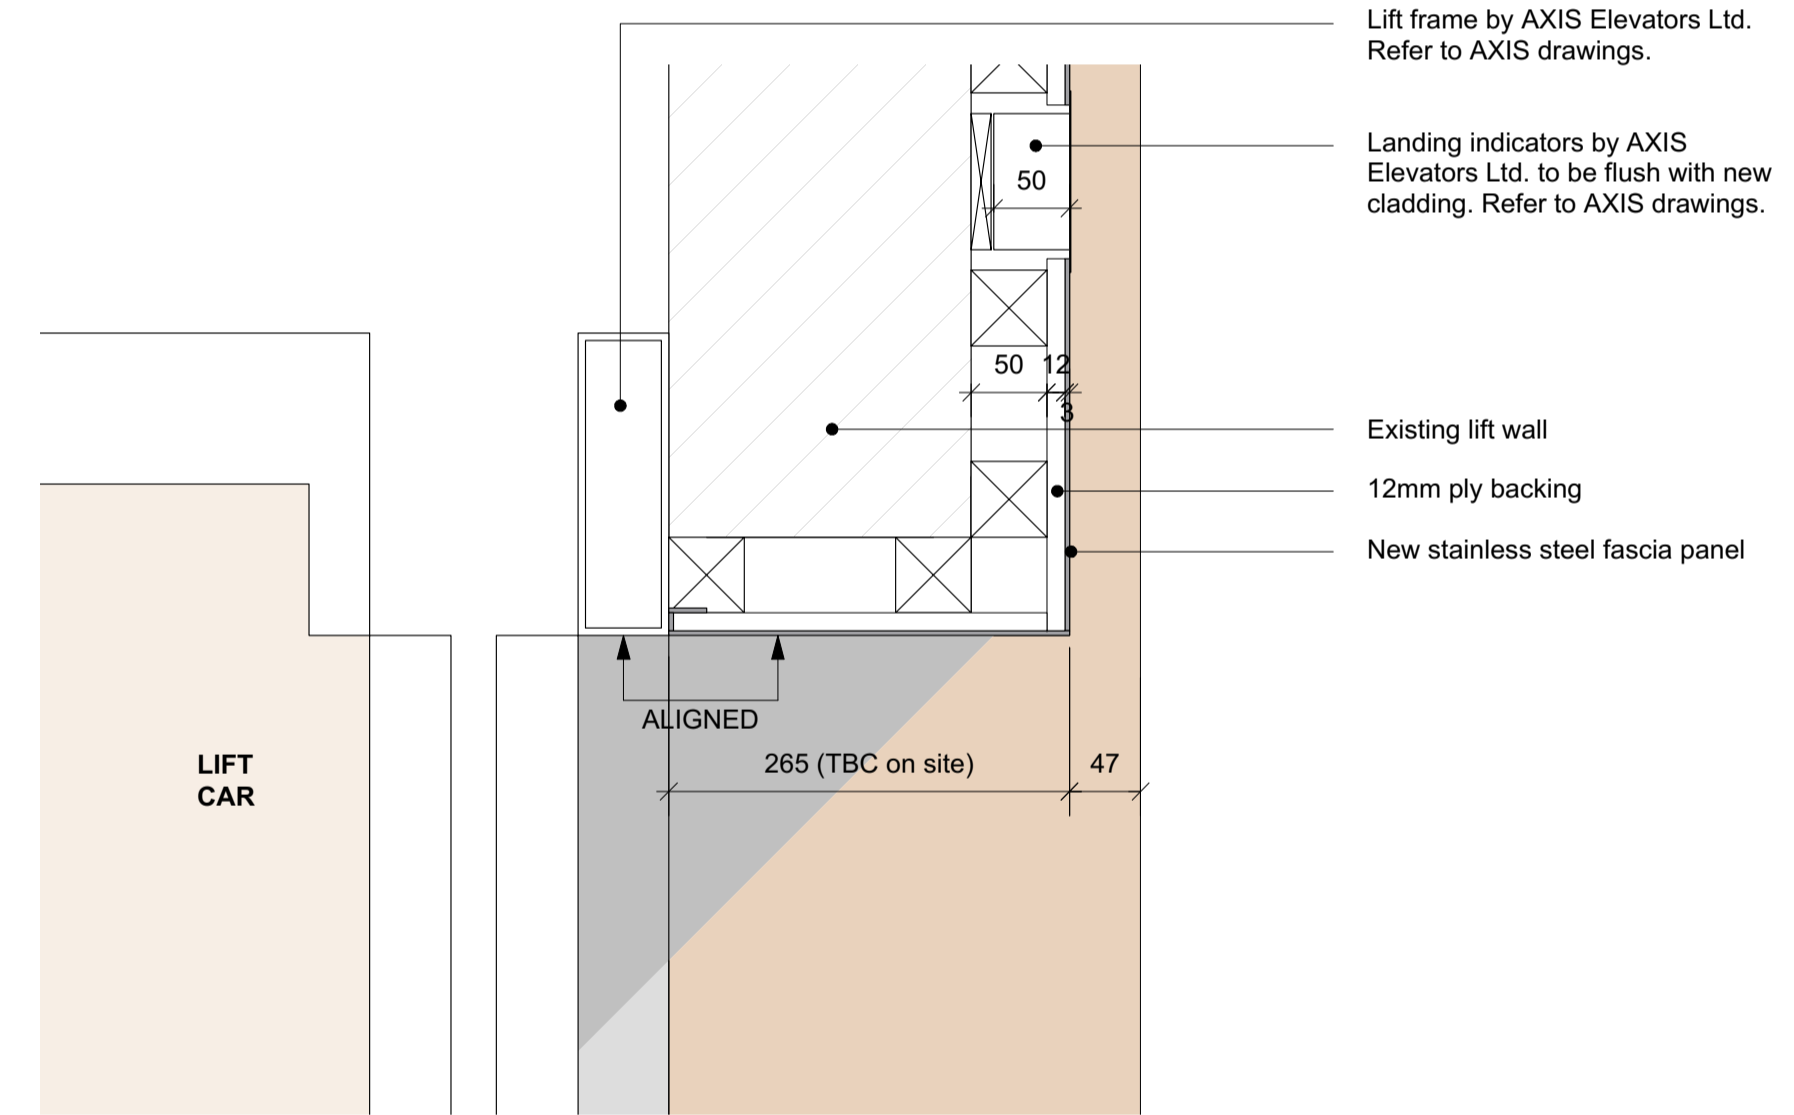 Lift frame by AXIS Elevators Ltd.
Refer to AXIS drawings.
Landing indicators by AXIS
Elevators Ltd. to be flush with new
cladding. Refer to AXIS drawings.
50
50 12
3
Existing lift wall
12mm ply backing
New stainless steel fascia panel
ALIGNED
265 (TBC on site)
47
LIFT
CAR